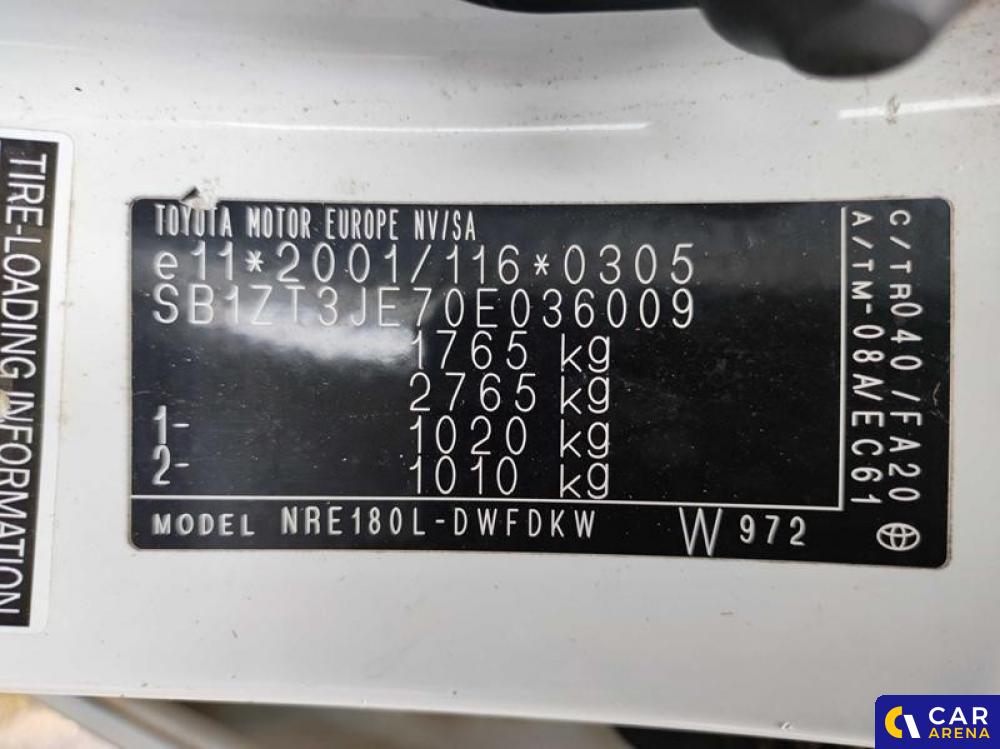 TIRE-LOADING INFORMATION
TOYOTA MOTOR EUROPE NV/SA
e11*2001/116*0305
SB1ZT3JE70E036009
1765 kg
2765 kg
1- 1020 kg
2- 1010 kg
MODEL NRE180L-DWFDKW W972
C/TR040/FA20
A/TM-08A/EC61
CAR
ARENA